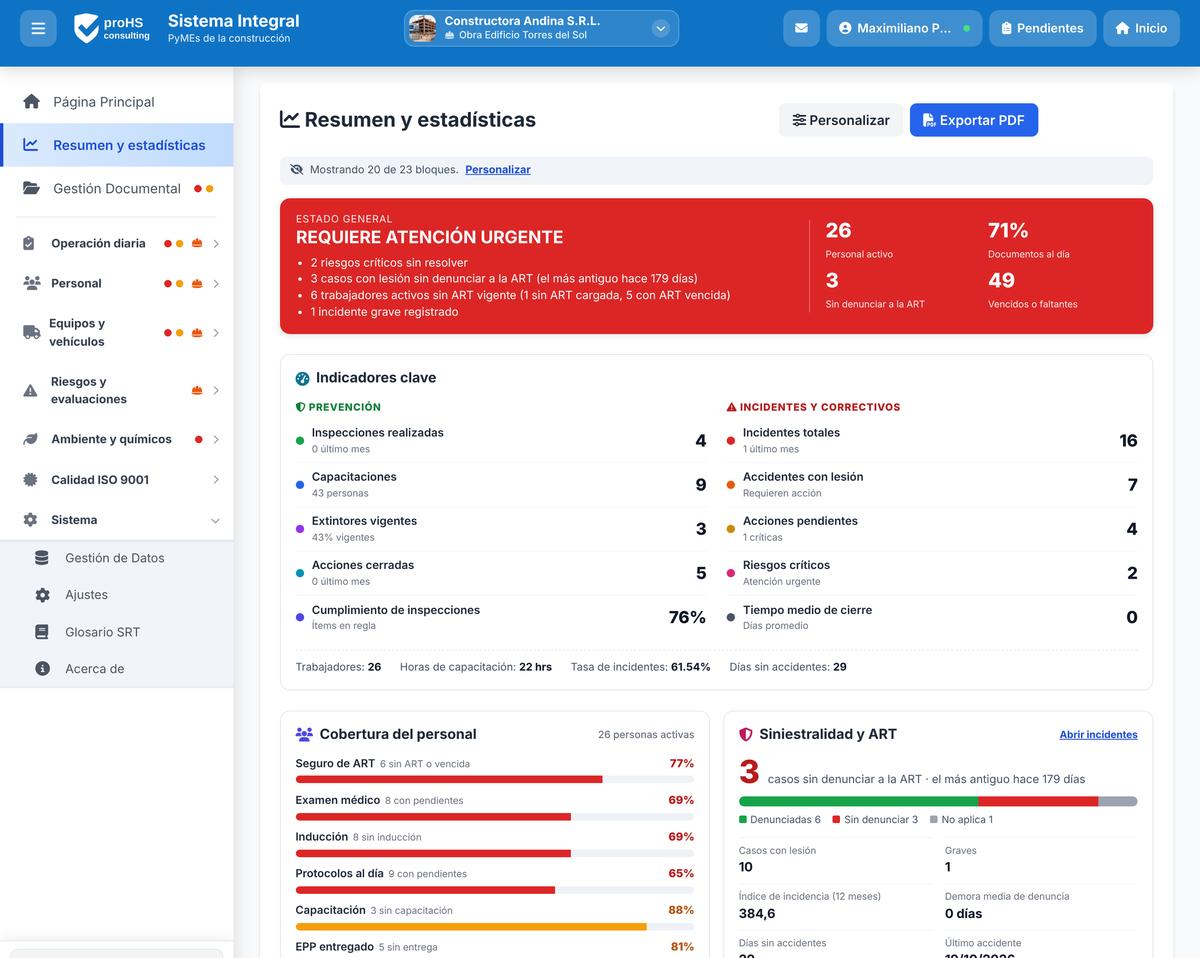 proHS
consulting
Sistema Integral
PyMEs de la construcción
Constructora Andina S.R.L.
Obra Edificio Torres del Sol
Maximiliano P...
Pendientes
Inicio
Página Principal
Resumen y estadísticas
Gestión Documental
Operación diaria
Personal
Equipos y
vehículos
Riesgos y
evaluaciones
Ambiente y químicos
Calidad ISO 9001
Sistema
Gestión de Datos
Ajustes
Glosario SRT
Acerca de
Resumen y estadísticas
Personalizar
Exportar PDF
Mostrando 20 de 23 bloques. Personalizar
ESTADO GENERAL
REQUIERE ATENCIÓN URGENTE
• 2 riesgos críticos sin resolver
• 3 casos con lesión sin denunciar a la ART (el más antiguo hace 179 días)
• 6 trabajadores activos sin ART vigente (1 sin ART cargada, 5 con ART vencida)
• 1 incidente grave registrado
26
Personal activo
71%
Documentos al día
3
Sin denunciar a la ART
49
Vencidos o faltantes
Indicadores clave
PREVENCIÓN
Inspecciones realizadas 4
0 último mes
Capacitaciones 9
43 personas
Extintores vigentes 3
43% vigentes
Acciones cerradas 5
0 último mes
Cumplimiento de inspecciones 76%
Ítems en regla
INCIDENTES Y CORRECTIVOS
Incidentes totales 16
1 último mes
Accidentes con lesión 7
Requieren acción
Acciones pendientes 4
1 críticas
Riesgos críticos 2
Atención urgente
Tiempo medio de cierre 0
Días promedio
Trabajadores: 26 Horas de capacitación: 22 hrs Tasa de incidentes: 61.54% Días sin accidentes: 29
Cobertura del personal 26 personas activas
Seguro de ART 6 sin ART o vencida 77%
Examen médico 8 con pendientes 69%
Inducción 8 sin inducción 69%
Protocolos al día 9 con pendientes 65%
Capacitación 3 sin capacitación 88%
EPP entregado 5 sin entrega 81%
Siniestralidad y ART Abrir incidentes
3 casos sin denunciar a la ART · el más antiguo hace 179 días
Denunciadas 6 Sin denunciar 3 No aplica 1
Casos con lesión
10
Graves
1
Índice de incidencia (12 meses)
384,6
Demora media de denuncia
0 días
Días sin accidentes
Último accidente